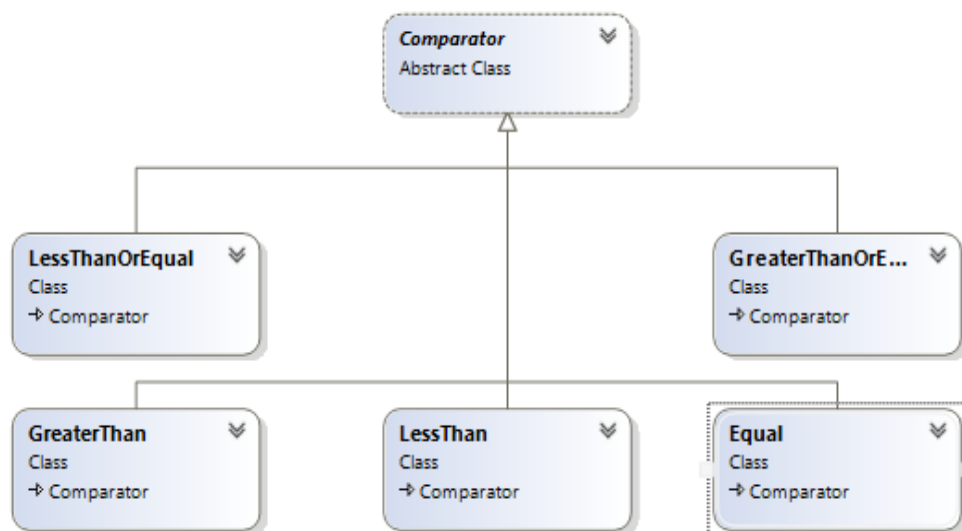 Comparator
Abstract Class
LessThanOrEqual
Class
Comparator
GreaterThanOrE...
Class
Comparator
GreaterThan
Class
Comparator
LessThan
Class
Comparator
Equal
Class
Comparator